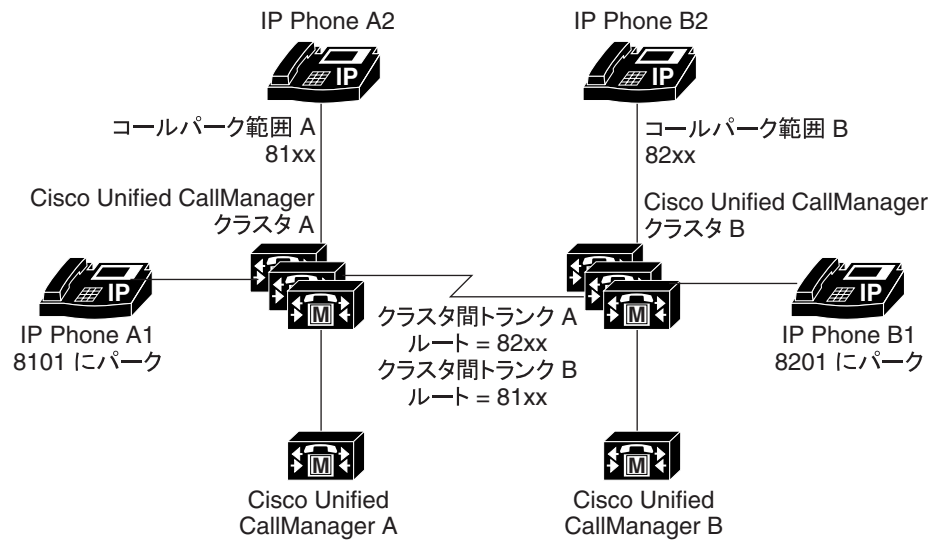 IP Phone A2
IP Phone B2
IP
IP
コールパーク範囲 A
81xx
コールパーク範囲 B
82xx
Cisco Unified CallManager
クラスタ A
Cisco Unified CallManager
クラスタ B
IP
M
M
IP
IP Phone A1
8101 にパーク
クラスタ間トランク A
ルート = 82xx
クラスタ間トランク B
ルート = 81xx
IP Phone B1
8201 にパーク
M
M
Cisco Unified
CallManager A
Cisco Unified
CallManager B